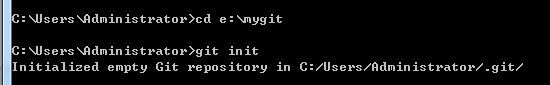 C:\Users\Administrator>cd e:\mygit
C:\Users\Administrator>git init
Initialized empty Git repository in C:/Users/Administrator/.git/